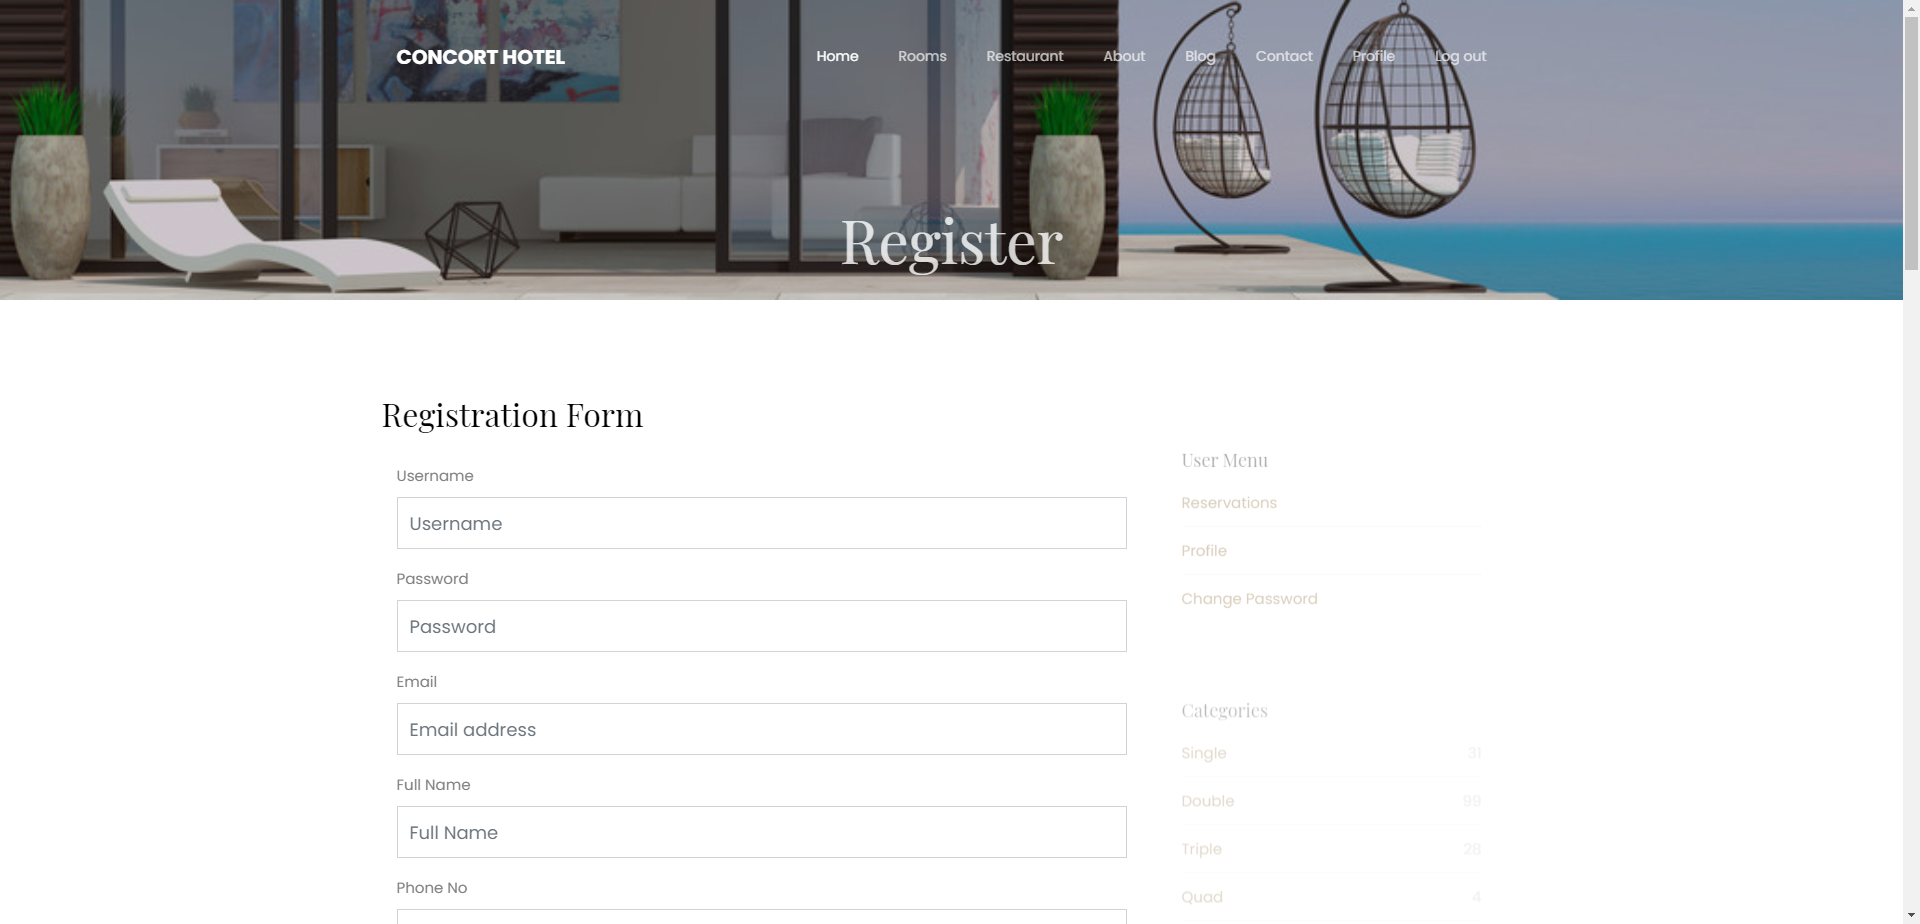 CONCORT HOTEL
Home Rooms Restaurant About Blog Contact Profile Log out
Register
Registration Form
Username
Username
Password
Password
Email
Email address
Full Name
Full Name
Phone No
User Menu
Reservations
Profile
Change Password
Categories
Single 31
Double 99
Triple 28
Quad 4